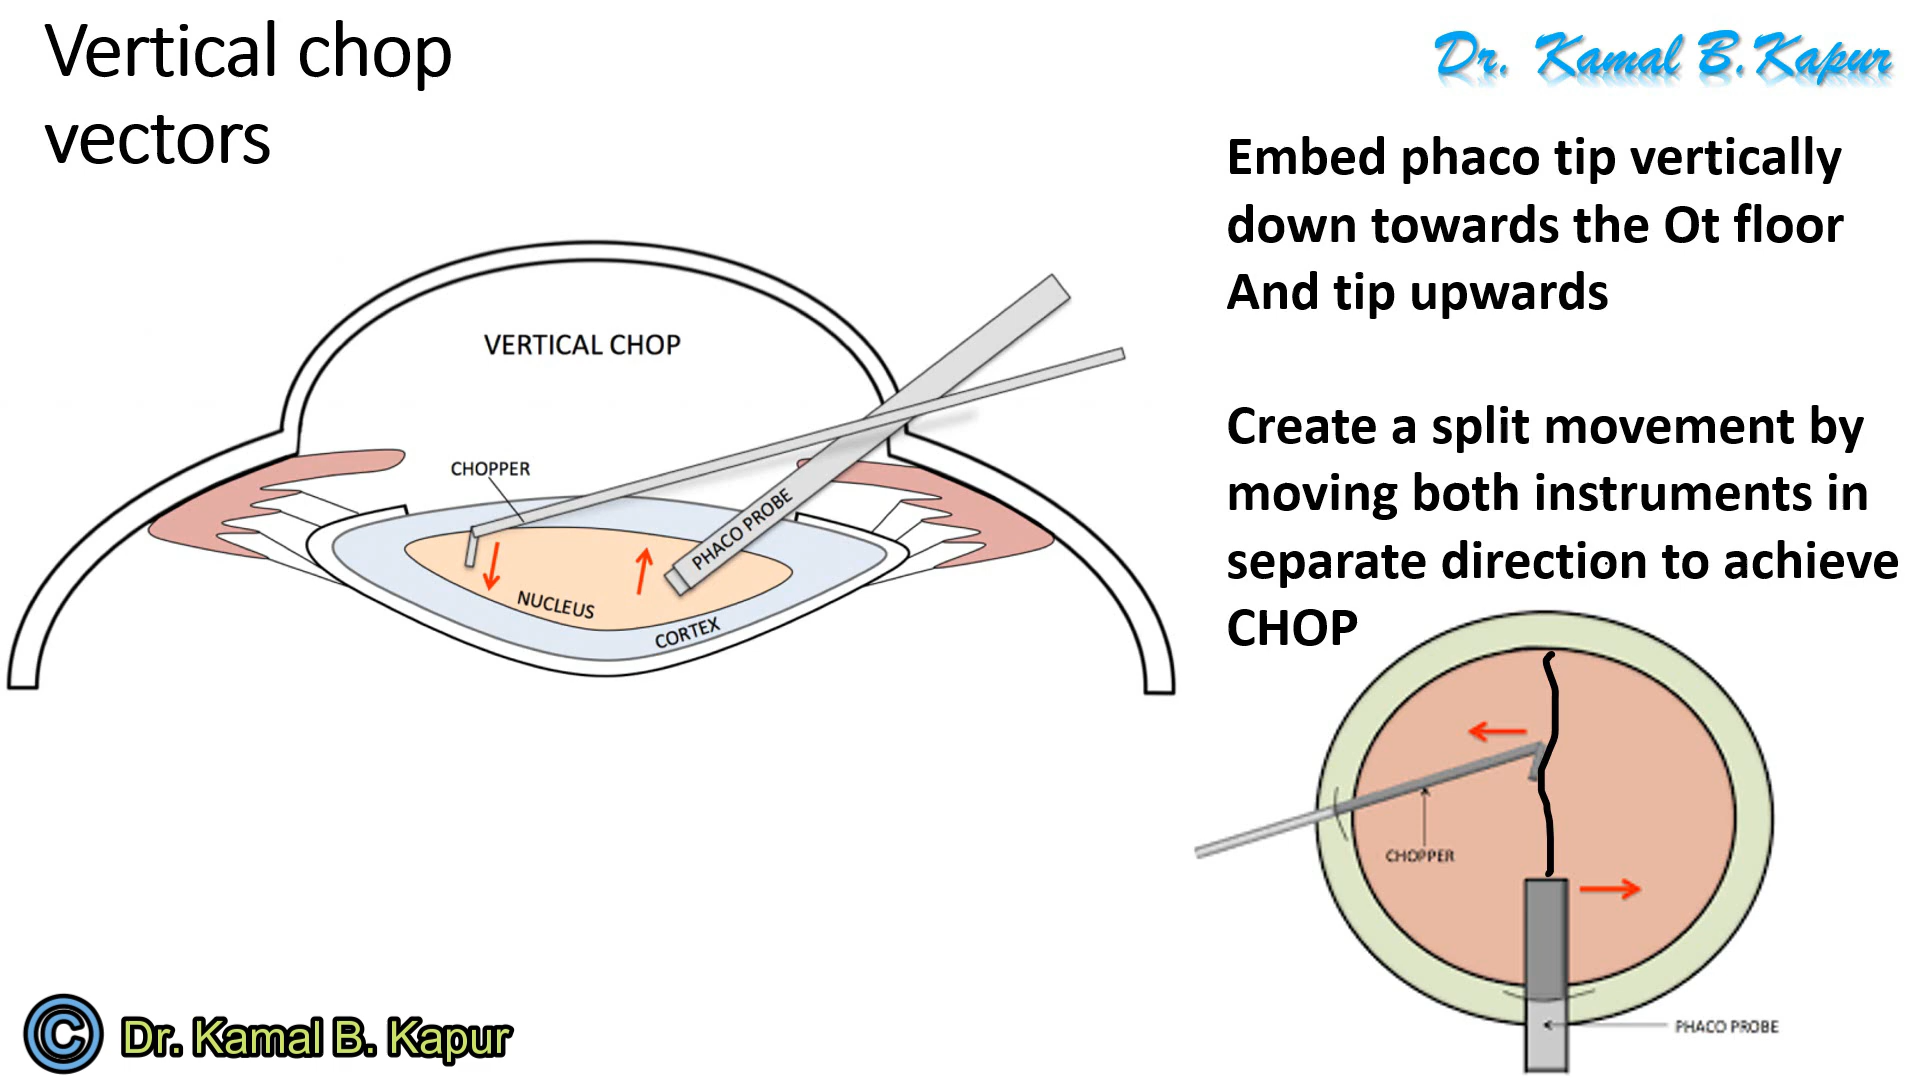 Vertical chop
vectors
Dr. Kamal B.Kapur
Embed phaco tip vertically
down towards the Ot floor
And tip upwards
Create a split movement by
moving both instruments in
separate direction to achieve
CHOP
VERTICAL CHOP
CHOPPER
PHACO PROBE
NUCLEUS
CORTEX
CHOPPER
PHACO PROBE
© Dr. Kamal B. Kapur